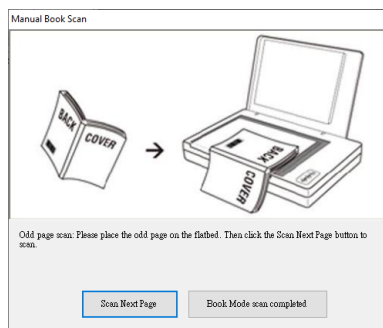 Manual Book Scan
BACK
COVER
BACK
COVER
Odd page scan: Please place the odd page on the flatbed. Then click the Scan Next Page button to
scan.
Scan Next Page
Book Mode scan completed